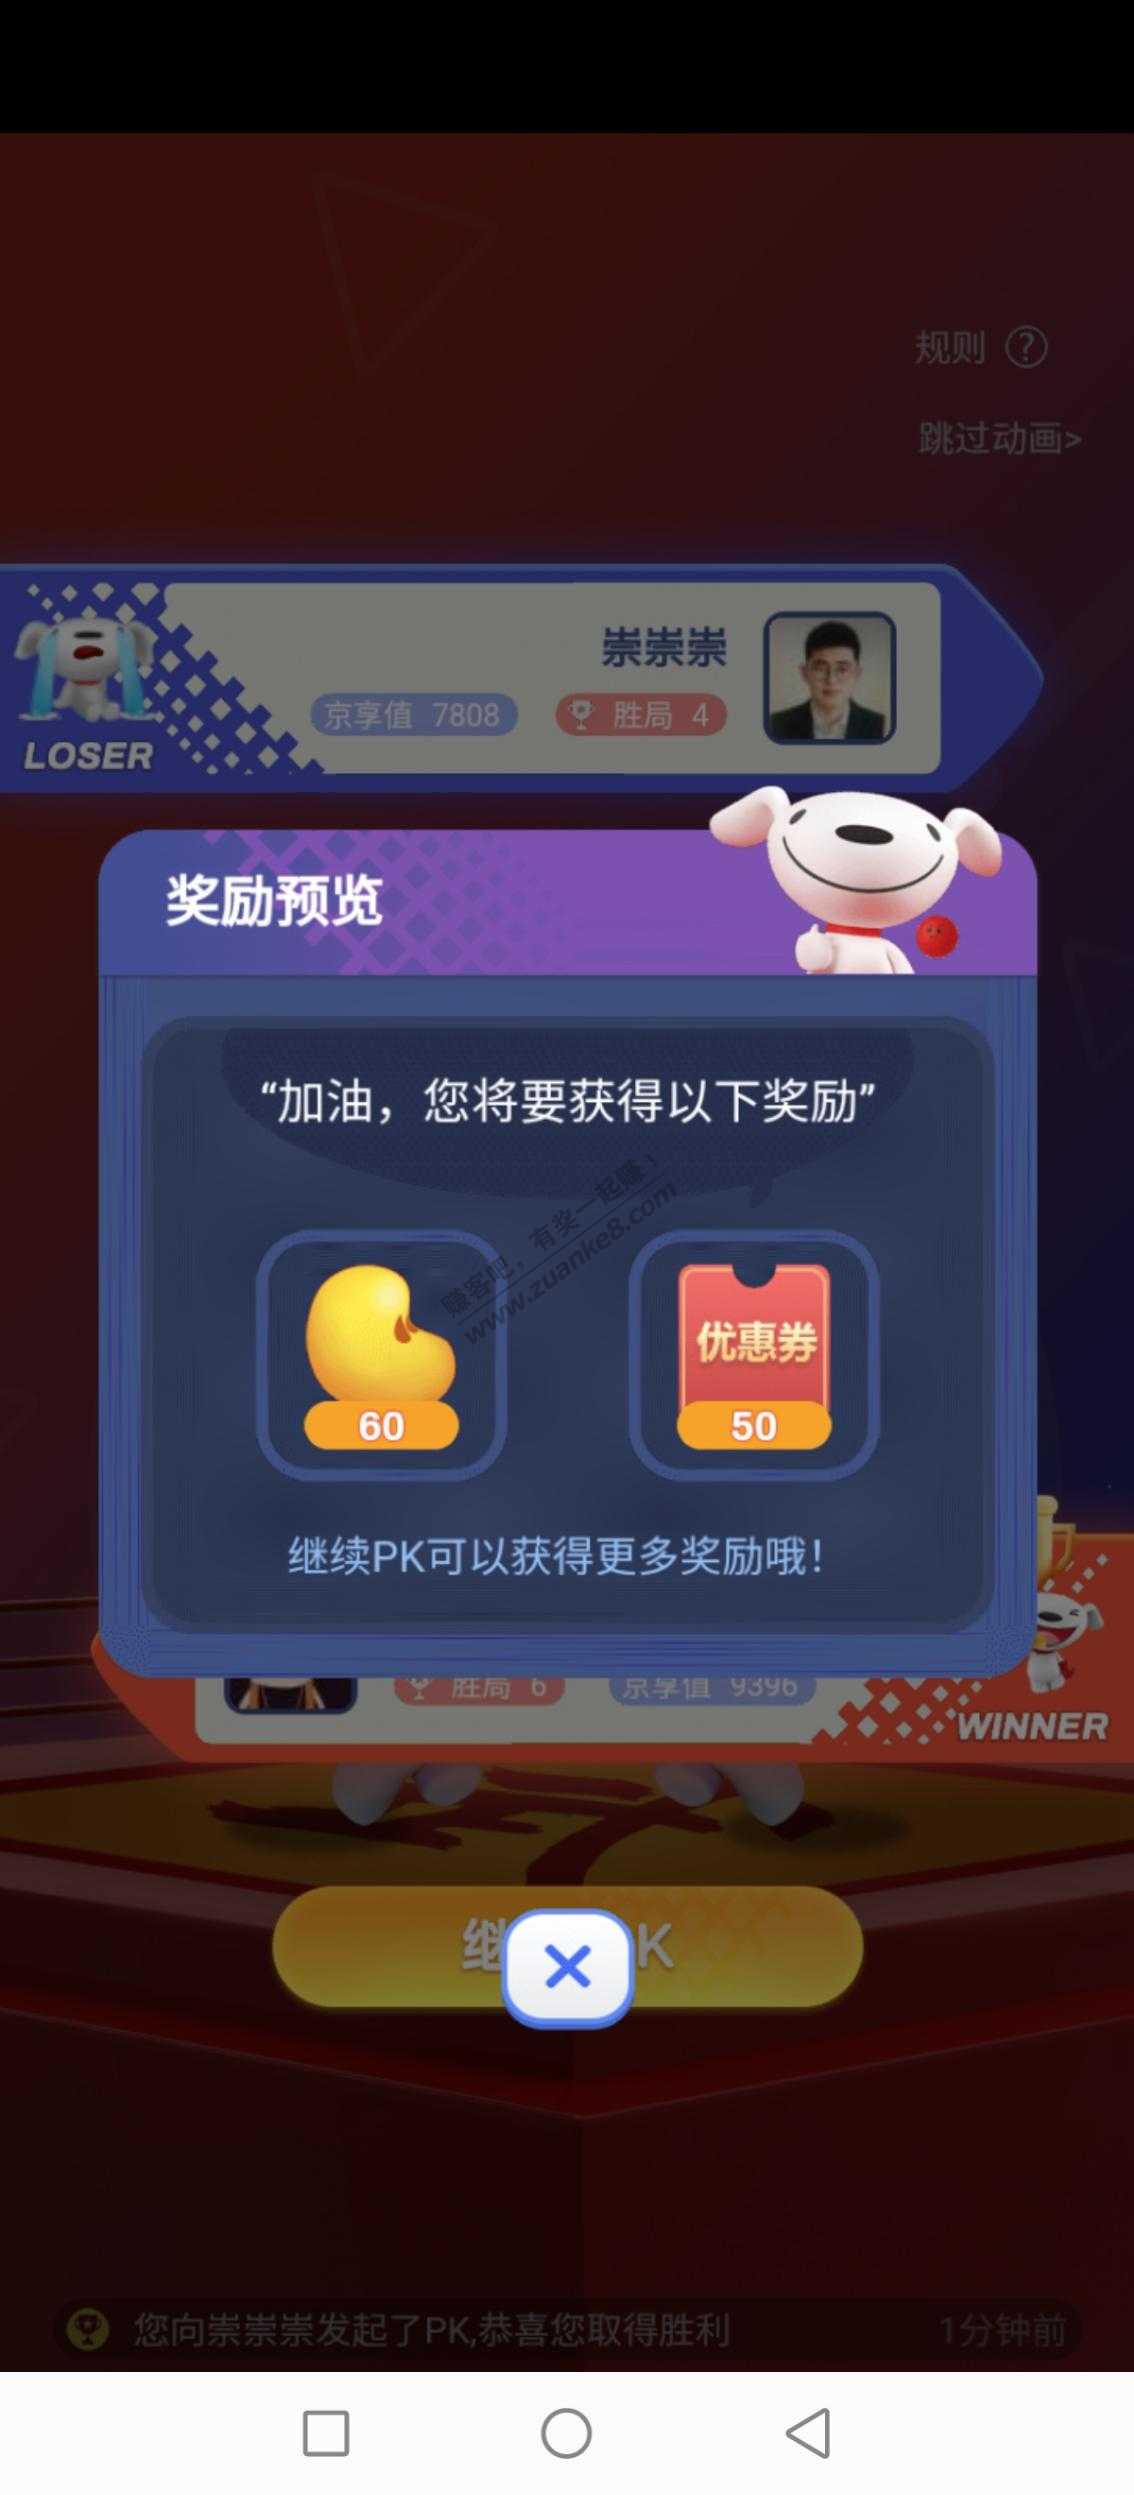 规则 ?
跳过动画>
崇崇崇
京享值 7808
胜局 4
LOSER
奖励预览
“加油，您将要获得以下奖励”
赚客吧，有奖一起赚！
www.zuanke8.com
优惠券
60
50
继续PK可以获得更多奖励哦！
胜局 6
京享值 9396
WINNER
继 K
您向崇崇崇发起了PK,恭喜您取得胜利
1分钟前